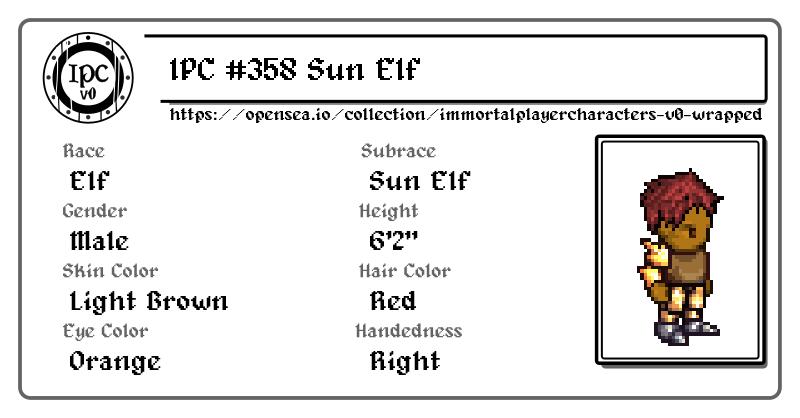 IPC
v0
IPC #358 Sun Elf
https://opensea.io/collection/immortalplayercharacters-v0-wrapped
Race
Elf
Subrace
Sun Elf
Gender
Male
Height
6'2"
Skin Color
Light Brown
Hair Color
Red
Eye Color
Orange
Handedness
Right